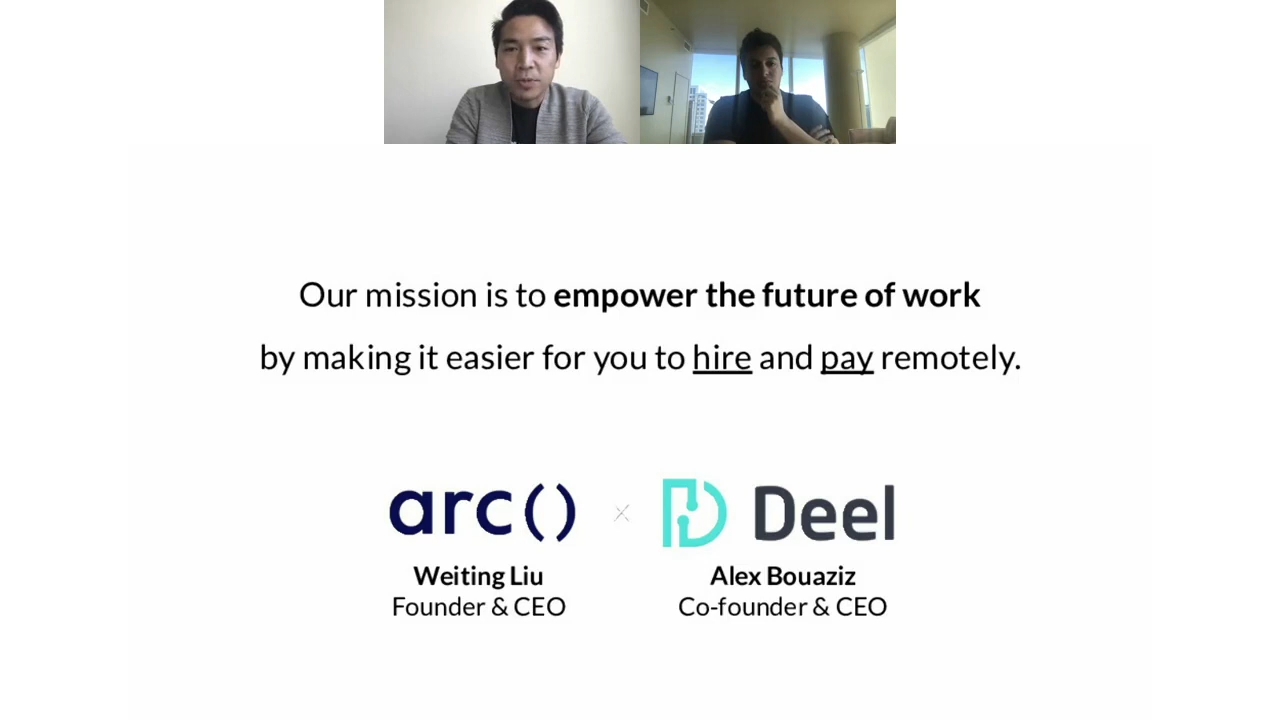 Our mission is to empower the future of work
by making it easier for you to hire and pay remotely.
arc() × Deel
Weiting Liu Alex Bouaziz
Founder & CEO Co-founder & CEO